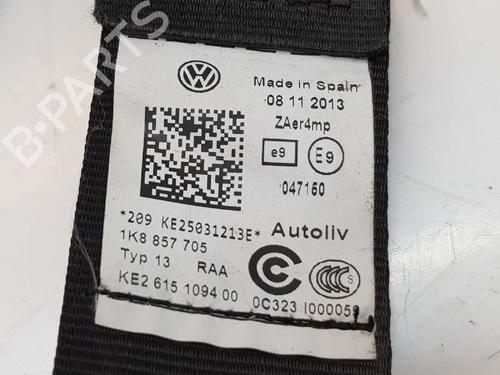 Made in Spain
08 11 2013
ZAer4mp
e9 E9
047160
*209 KE25031213E* Autoliv
1K8 857 705
Typ 13 RAA
KE2 615 1094 00 0C323 I000059
B-Parts